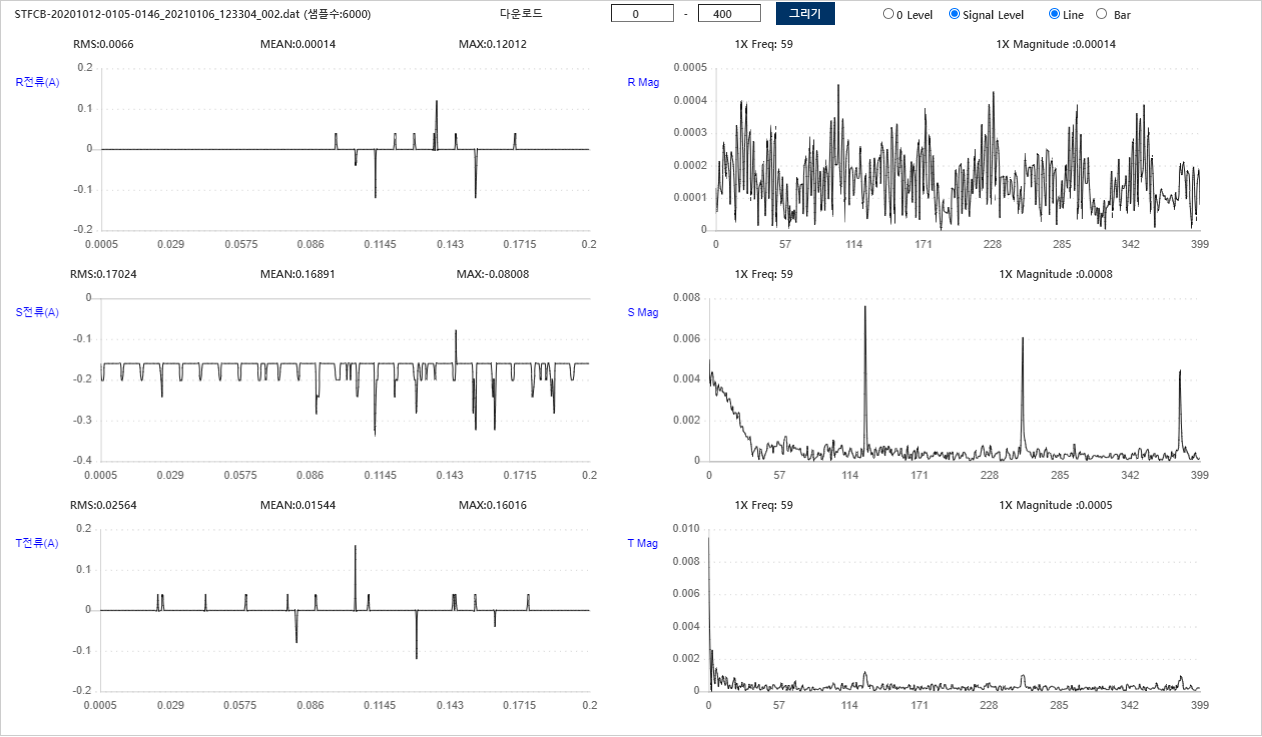 STFCB-20201012-0105-0146_20210106_123304_002.dat (샘플수:6000) 다운로드 0 - 400 그리기 0 Level Signal Level Line Bar
RMS:0.0066 MEAN:0.00014 MAX:0.12012 1X Freq: 59 1X Magnitude :0.00014
R전류(A)
0.2
0.1
0
-0.1
-0.2
0.0005 0.029 0.0575 0.086 0.1145 0.143 0.1715 0.2
R Mag
0.0005
0.0004
0.0003
0.0002
0.0001
0
0 57 114 171 228 285 342 399
RMS:0.17024 MEAN:0.16891 MAX:-0.08008 1X Freq: 59 1X Magnitude :0.0008
S전류(A)
0
-0.1
-0.2
-0.3
-0.4
0.0005 0.029 0.0575 0.086 0.1145 0.143 0.1715 0.2
S Mag
0.008
0.006
0.004
0.002
0
0 57 114 171 228 285 342 399
RMS:0.02564 MEAN:0.01544 MAX:0.16016 1X Freq: 59 1X Magnitude :0.0005
T전류(A)
0.2
0.1
0
-0.1
-0.2
0.0005 0.029 0.0575 0.086 0.1145 0.143 0.1715 0.2
T Mag
0.010
0.008
0.006
0.004
0.002
0
0 57 114 171 228 285 342 399